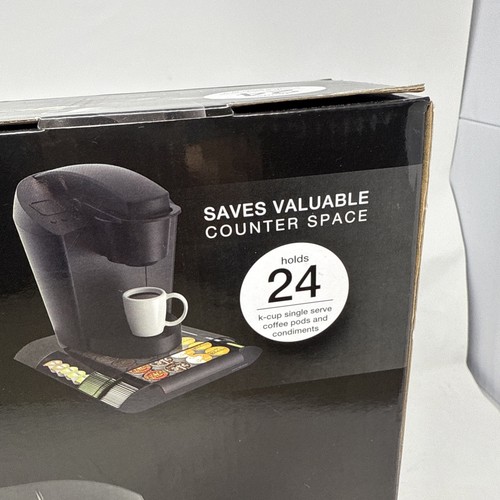 SAVES VALUABLE
COUNTER SPACE
holds
24
k-cup single serve
coffee pods and
condiments